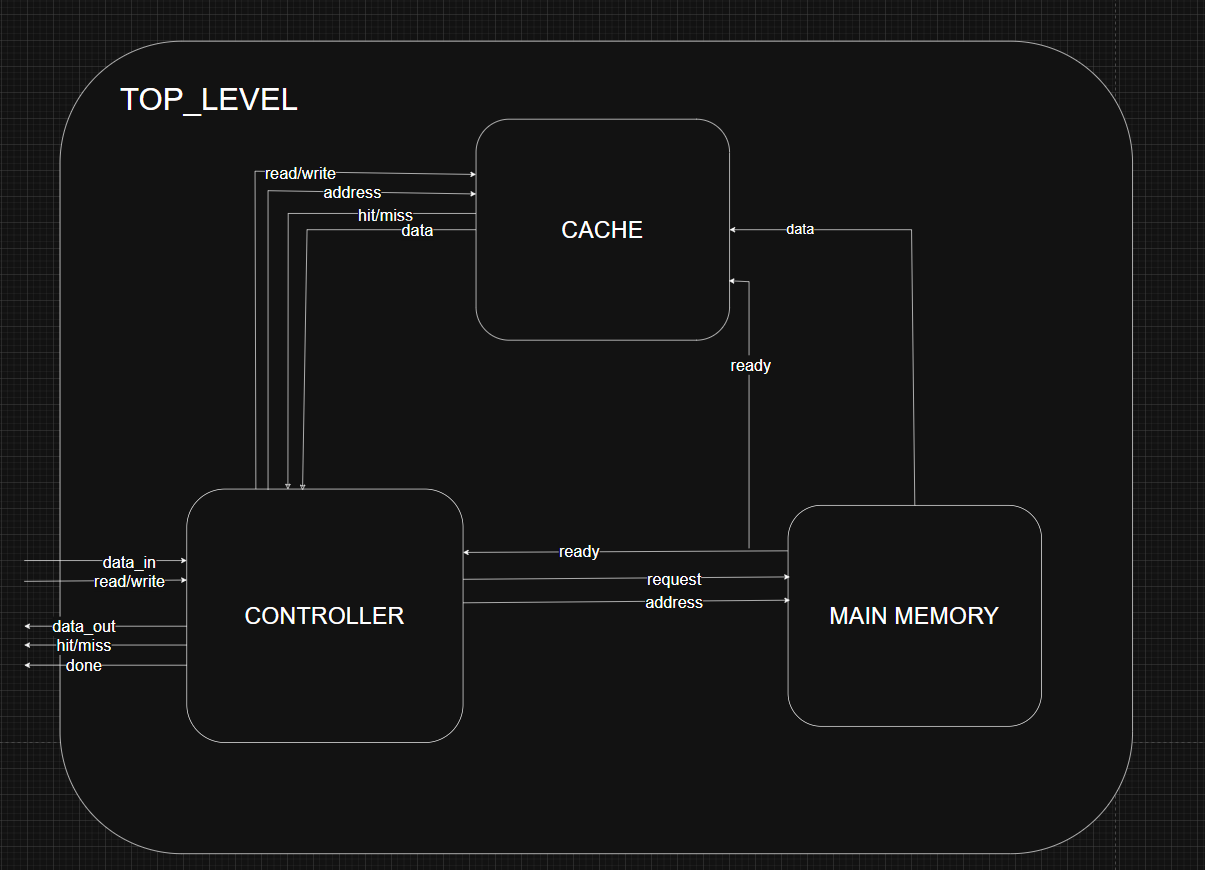 TOP_LEVEL
read/write
address
hit/miss
data
CACHE
data
ready
ready
request
address
data_in
read/write
CONTROLLER
MAIN MEMORY
data_out
hit/miss
done